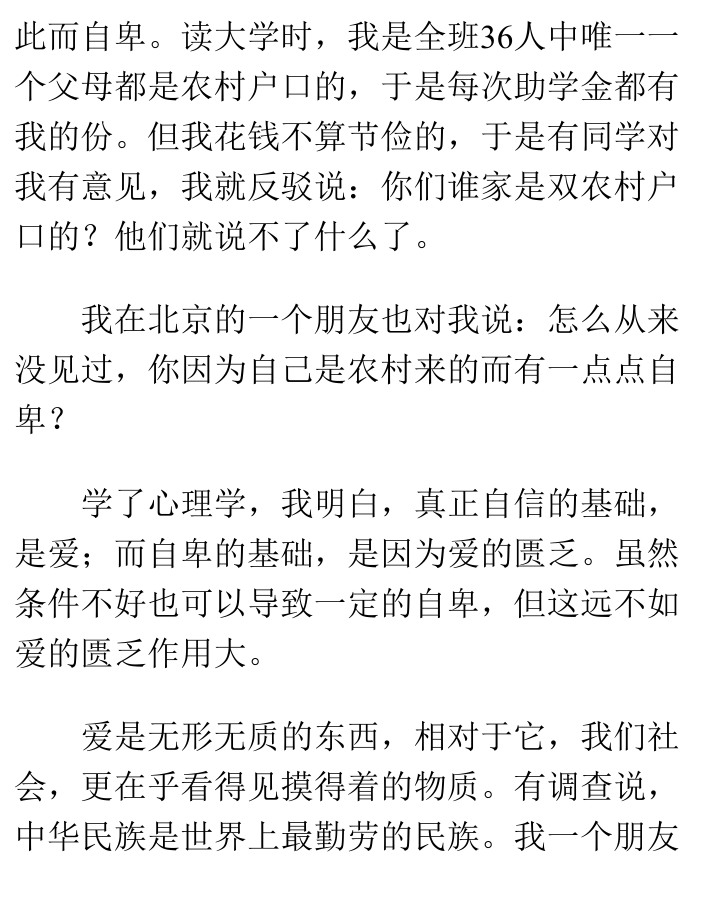 此而自卑。读大学时，我是全班36人中唯一一
个父母都是农村户口的，于是每次助学金都有
我的份。但我花钱不算节俭的，于是有同学对
我有意见，我就反驳说：你们谁家是双农村户
口的？他们就说不了什么了。
我在北京的一个朋友也对我说：怎么从来
没见过，你因为自己是农村来的而有一点点自
卑？
学了心理学，我明白，真正自信的基础，
是爱；而自卑的基础，是因为爱的匮乏。虽然
条件不好也可以导致一定的自卑，但这远不如
爱的匮乏作用大。
爱是无形无质的东西，相对于它，我们社
会，更在乎看得见摸得着的物质。有调查说，
中华民族是世界上最勤劳的民族。我一个朋友